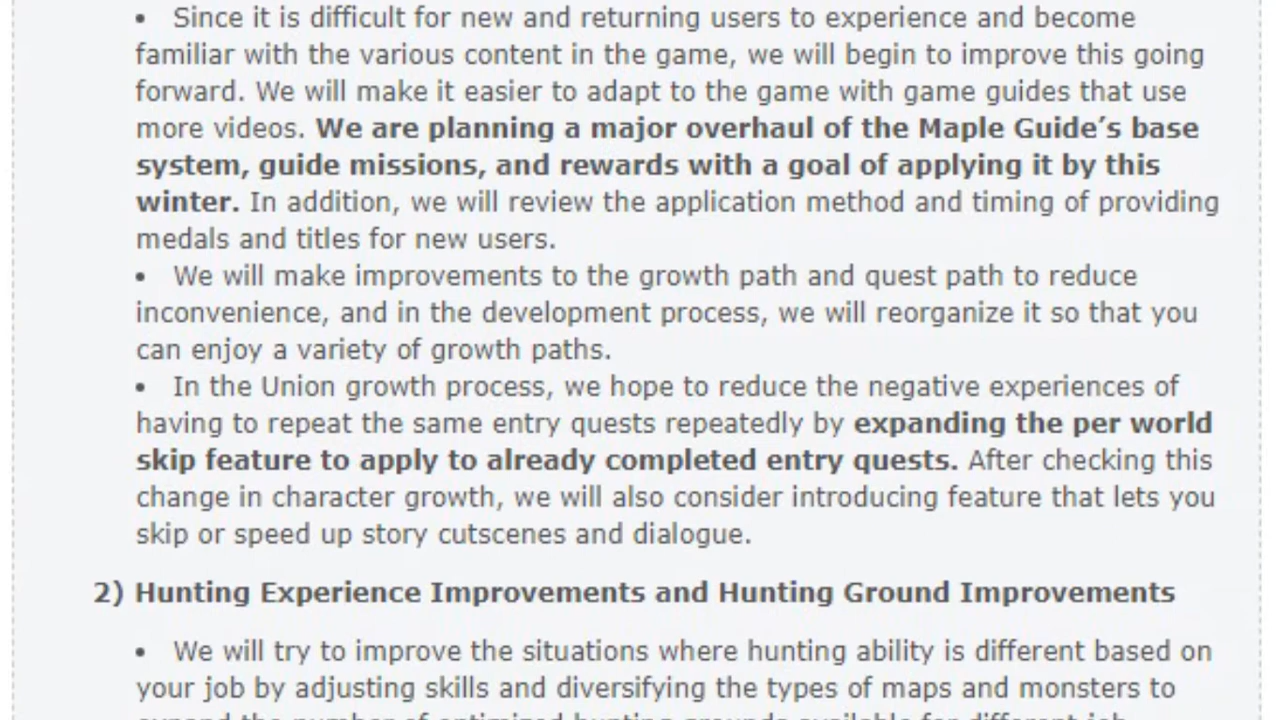 • Since it is difficult for new and returning users to experience and become
familiar with the various content in the game, we will begin to improve this going
forward. We will make it easier to adapt to the game with game guides that use
more videos. We are planning a major overhaul of the Maple Guide’s base
system, guide missions, and rewards with a goal of applying it by this
winter. In addition, we will review the application method and timing of providing
medals and titles for new users.
• We will make improvements to the growth path and quest path to reduce
inconvenience, and in the development process, we will reorganize it so that you
can enjoy a variety of growth paths.
• In the Union growth process, we hope to reduce the negative experiences of
having to repeat the same entry quests repeatedly by expanding the per world
skip feature to apply to already completed entry quests. After checking this
change in character growth, we will also consider introducing feature that lets you
skip or speed up story cutscenes and dialogue.
2) Hunting Experience Improvements and Hunting Ground Improvements
• We will try to improve the situations where hunting ability is different based on
your job by adjusting skills and diversifying the types of maps and monsters to
expand the number of optimized hunting grounds available for different job